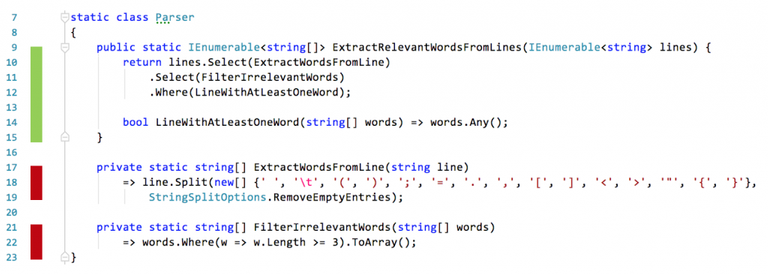 7 static class Parser
8 {
9 public static IEnumerable<string[]> ExtractRelevantWordsFromLines(IEnumerable<string> lines) {
10 return lines.Select(ExtractWordsFromLine)
11 .Select(FilterIrrelevantWords)
12 .Where(LineWithAtLeastOneWord);
13
14 bool LineWithAtLeastOneWord(string[] words) => words.Any();
15 }
16
17 private static string[] ExtractWordsFromLine(string line)
18 => line.Split(new[] {' ', '\t', '(', ')', ';', '=', '.', ',', '[', ']', '<', '>', '"', '{', '}'},
19 StringSplitOptions.RemoveEmptyEntries);
20
21 private static string[] FilterIrrelevantWords(string[] words)
22 => words.Where(w => w.Length >= 3).ToArray();
23 }